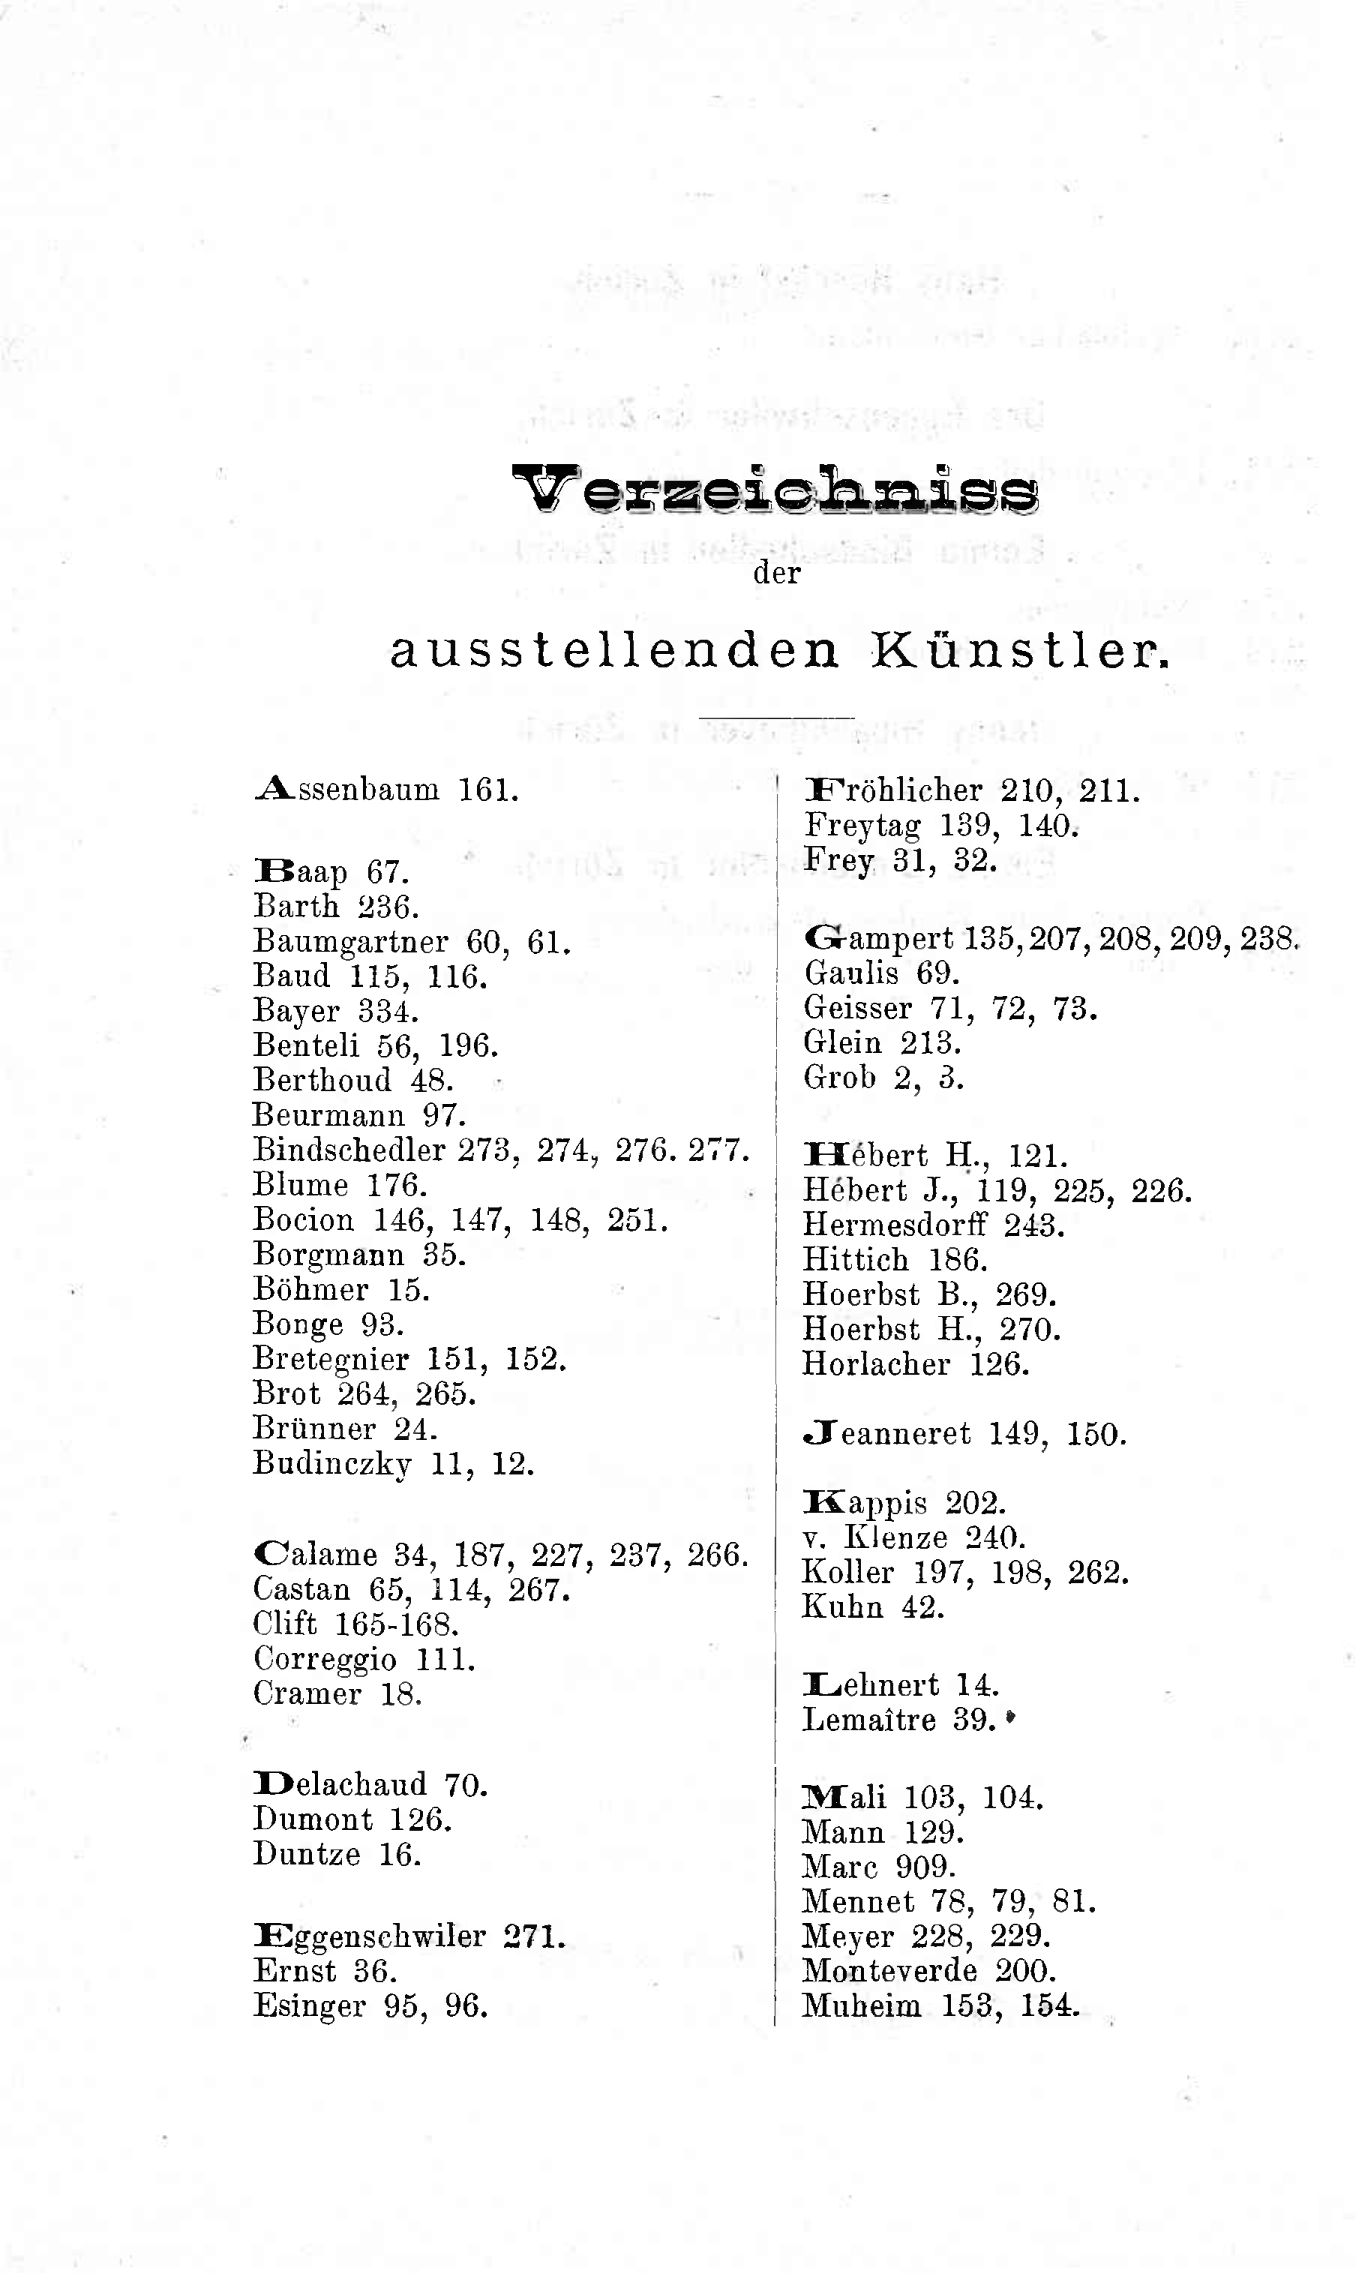 Verzeichniss
der
ausstellenden Künstler.
Assenbaum 161.
Baap 67.
Barth 236.
Baumgartner 60, 61.
Baud 115, 116.
Bayer 334.
Benteli 56, 196.
Berthoud 48.
Beurmann 97.
Bindschedler 273, 274, 276. 277.
Blume 176.
Bocion 146, 147, 148, 251.
Borgmann 35.
Böhmer 15.
Bonge 93.
Bretegnier 151, 152.
Brot 264, 265.
Brünner 24.
Budinczky 11, 12.
Calame 34, 187, 227, 237, 266.
Castan 65, 114, 267.
Clift 165-168.
Correggio 111.
Cramer 18.
Delachaud 70.
Dumont 126.
Duntze 16.
Eggenschwiler 271.
Ernst 36.
Esinger 95, 96.
Fröhlicher 210, 211.
Freytag 139, 140.
Frey 31, 32.
Gampert 135, 207, 208, 209, 238.
Gaulis 69.
Geisser 71, 72, 73.
Glein 213.
Grob 2, 3.
Hébert H., 121.
Hébert J., 119, 225, 226.
Hermesdorff 243.
Hittich 186.
Hoerbst B., 269.
Hoerbst H., 270.
Horlacher 126.
Jeanneret 149, 150.
Kappis 202.
v. Klenze 240.
Koller 197, 198, 262.
Kuhn 42.
Lehnert 14.
Lemaître 39.
Mali 103, 104.
Mann 129.
Marc 909.
Mennet 78, 79, 81.
Meyer 228, 229.
Monteverde 200.
Muheim 153, 154.